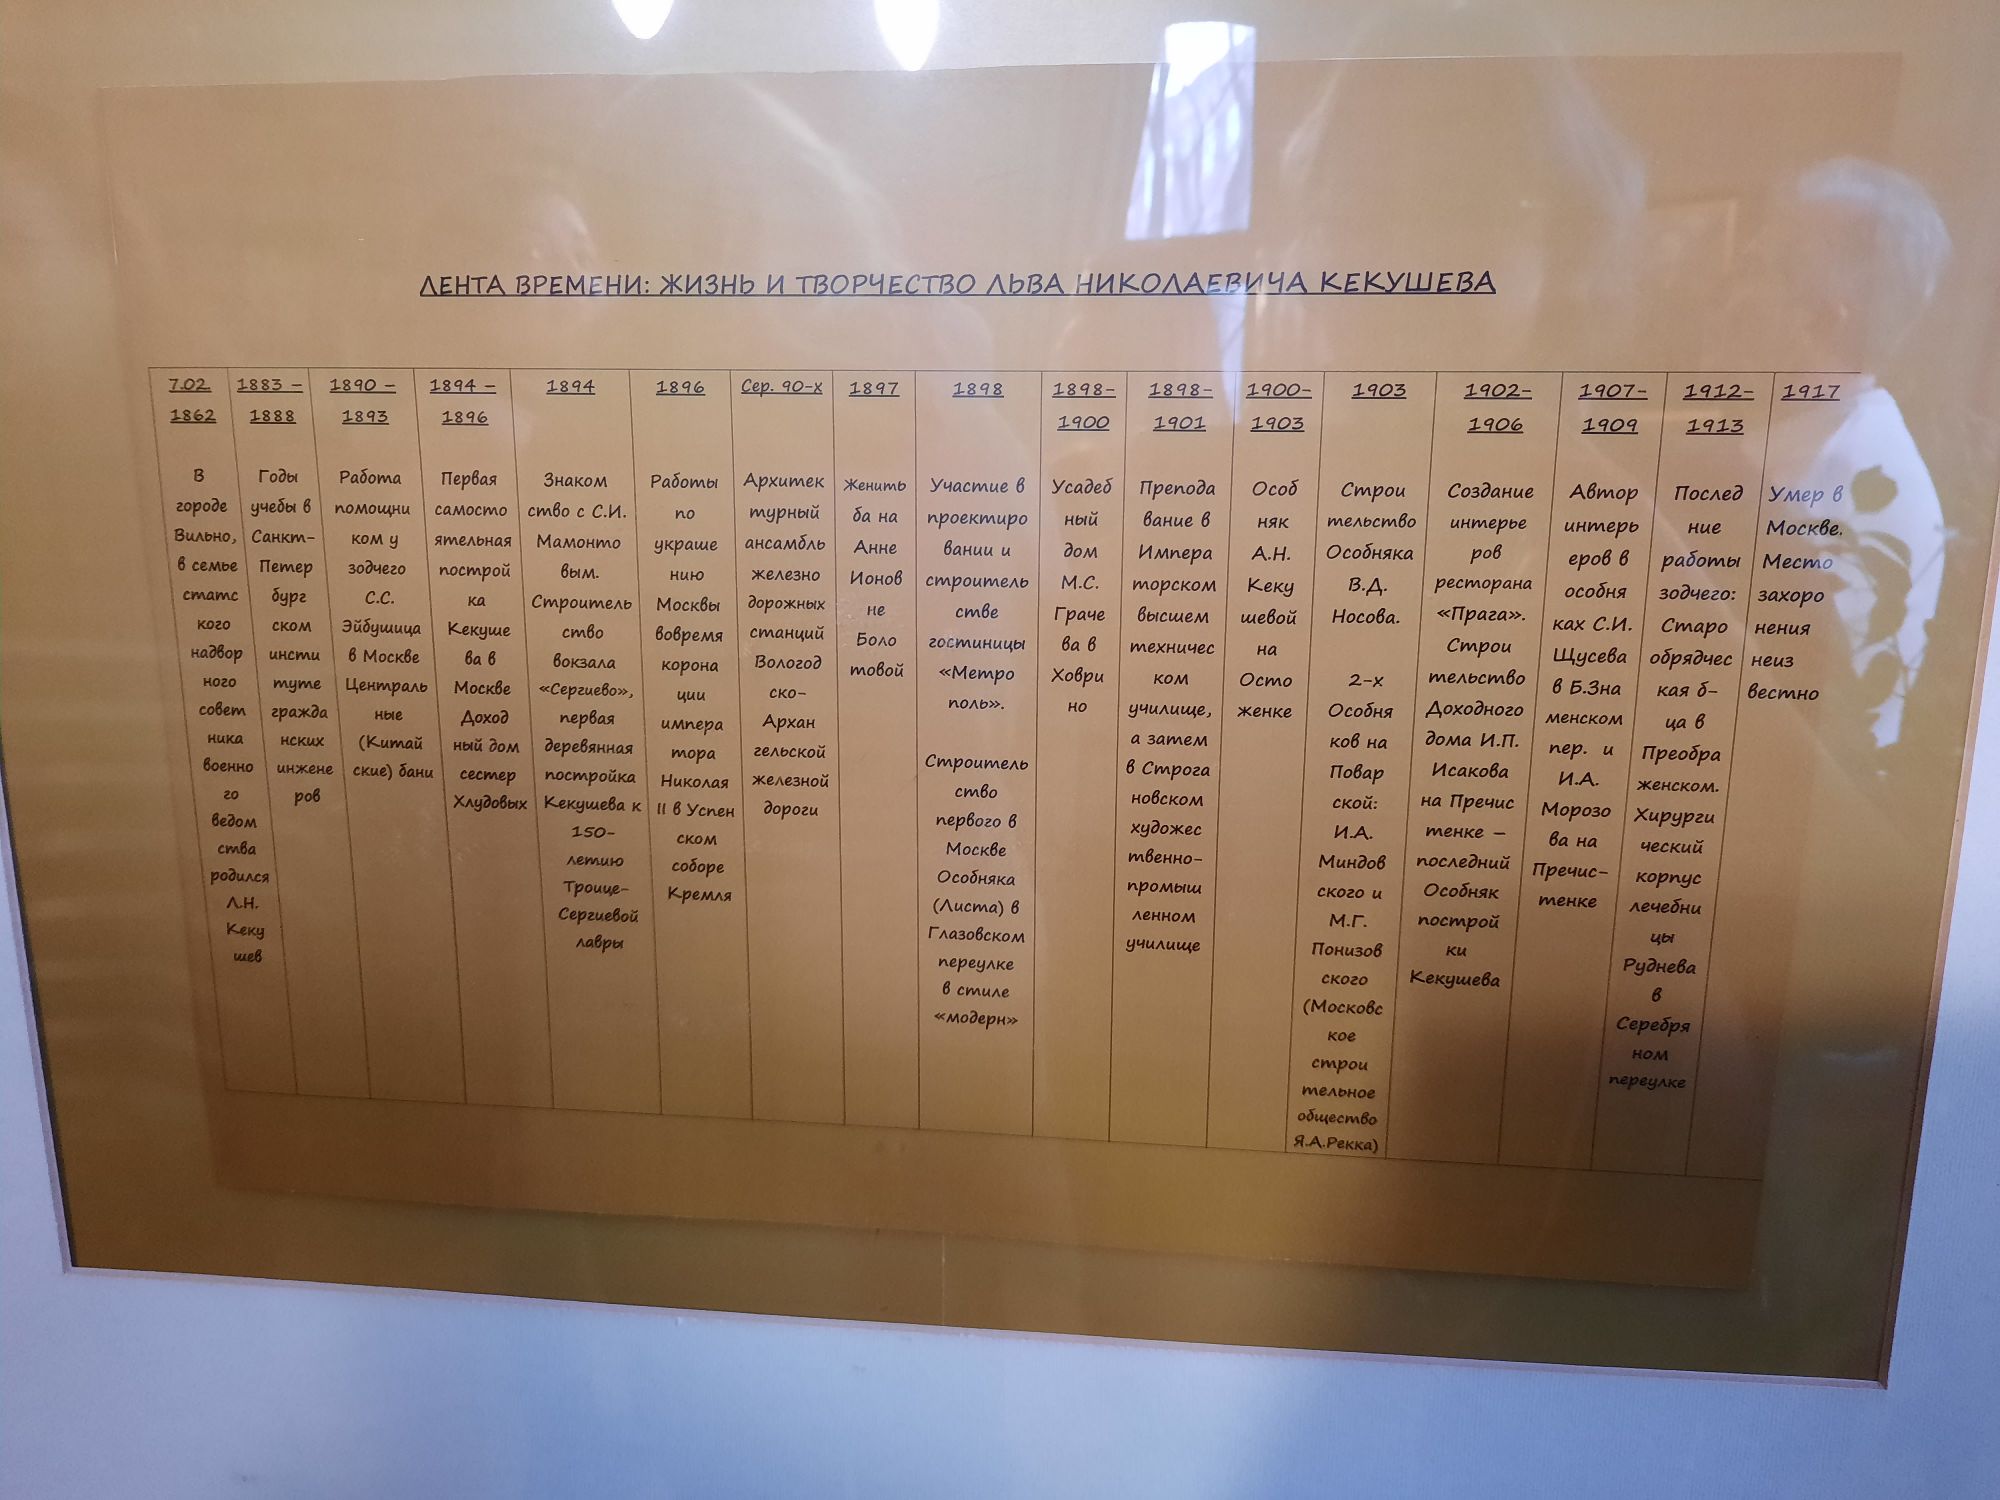 ЛЕНТА ВРЕМЕНИ: ЖИЗНЬ И ТВОРЧЕСТВО ЛЬВА НИКОЛАЕВИЧА КЕКУШЕВА
7.02.
1862
В
городе
Вильно,
в семье
статс
кого
надвор
ного
совет
ника
военно
го
ведом
ства
родился
Л.Н.
Кеку
шев
1883 –
1888
Годы
учебы в
Санкт-
Петер
бург
ском
инсти
туте
гражда
нских
инжене
ров
1890 –
1893
Работа
помощни
ком у
зодчего
С.С.
Эйбушица
в Москве
Централь
ные
(Китай
ские) бани
1894 –
1896
Первая
самосто
ятельная
построй
ка
Кекуше
ва в
Москве
Доход
ный дом
сестер
Хлудовых
1894
Знаком
ство с С.И.
Мамонто
вым.
Строитель
ство
вокзала
«Сергиево»,
первая
деревянная
постройка
Кекушева к
150-
летию
Троице-
Сергиевой
лавры
1896
Работы
по
украше
нию
Москвы
вовремя
корона
ции
импера
тора
Николая
II в Успен
ском
соборе
Кремля
Сер. 90-х
Архитек
турный
ансамбль
железно
дорожных
станций
Вологод
ско-
Архан
гельской
железной
дороги
1897
Женить
ба на
Анне
Ионов
не
Боло
товой
1898
Участие в
проектиро
вании и
строитель
стве
гостиницы
«Метро
поль».
Строитель
ство
первого в
Москве
Особняка
(Листа) в
Глазовском
переулке
в стиле
«модерн»
1898-
1900
Усадеб
ный
дом
М.С.
Граче
ва в
Ховри
но
1898-
1901
Препода
вание в
Импера
торском
высшем
техничес
ком
училище,
а затем
в Строга
новском
художес
твенно-
промыш
ленном
училище
1900-
1903
Особ
няк
А.Н.
Кеку
шевой
на
Осто
женке
1903
Строи
тельство
Особняка
В.Д.
Носова.
2-х
Особня
ков на
Повар
ской:
И.А.
Миндов
ского и
М.Г.
Понизов
ского
(Московс
кое
строи
тельное
общество
Я.А.Рекка)
1902-
1906
Создание
интерье
ров
ресторана
«Прага».
Строи
тельство
Доходного
дома И.П.
Исакова
на Пречис
тенке –
последний
Особняк
построй
ки
Кекушева
1907-
1909
Автор
интерь
еров в
особня
ках С.И.
Щусева
в Б.Зна
менском
пер. и
И.А.
Морозо
ва на
Пречис-
тенке
1912-
1913
Послед
ние
работы
зодчего:
Старо
обрядчес
кая б-
ца в
Преобра
женском.
Хирурги
ческий
корпус
лечебни
цы
Руднева
в
Серебря
ном
переулке
1917
Умер в
Москве.
Место
захоро
нения
неиз
вестно